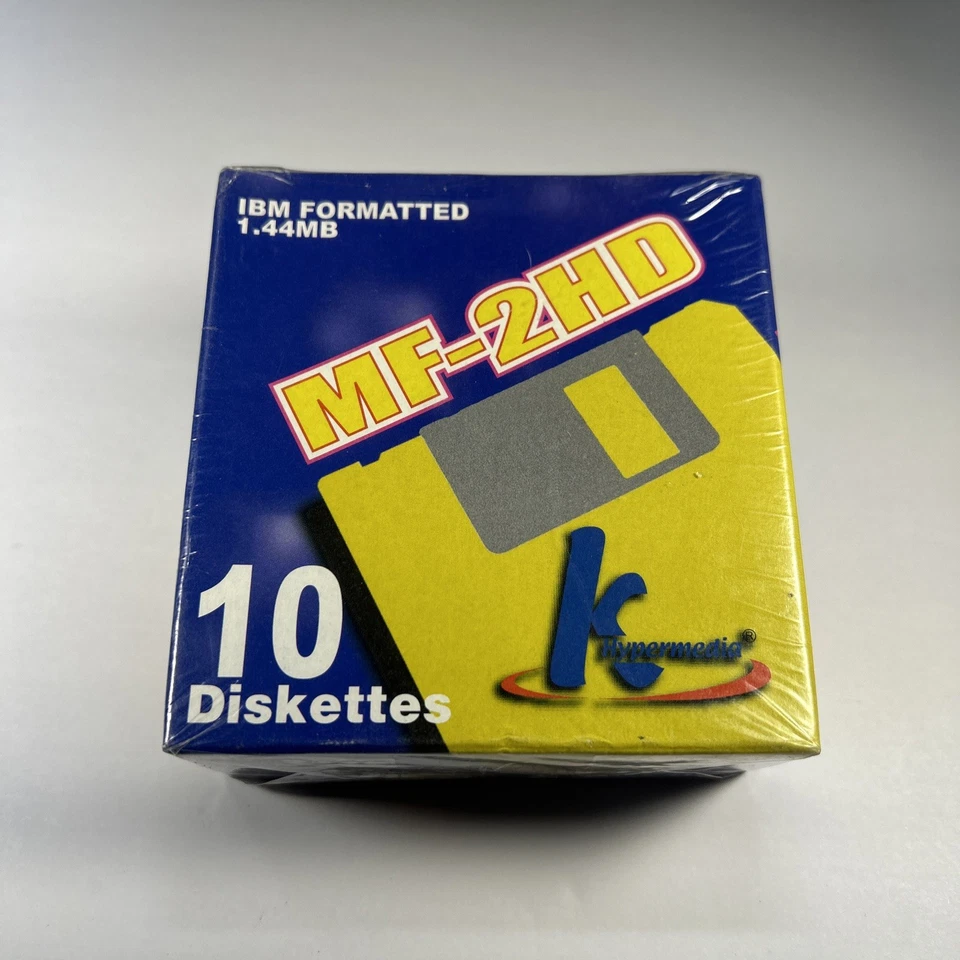 IBM FORMATTED
1.44MB
MF-2HD
10
Diskettes
k
Hypermedia®